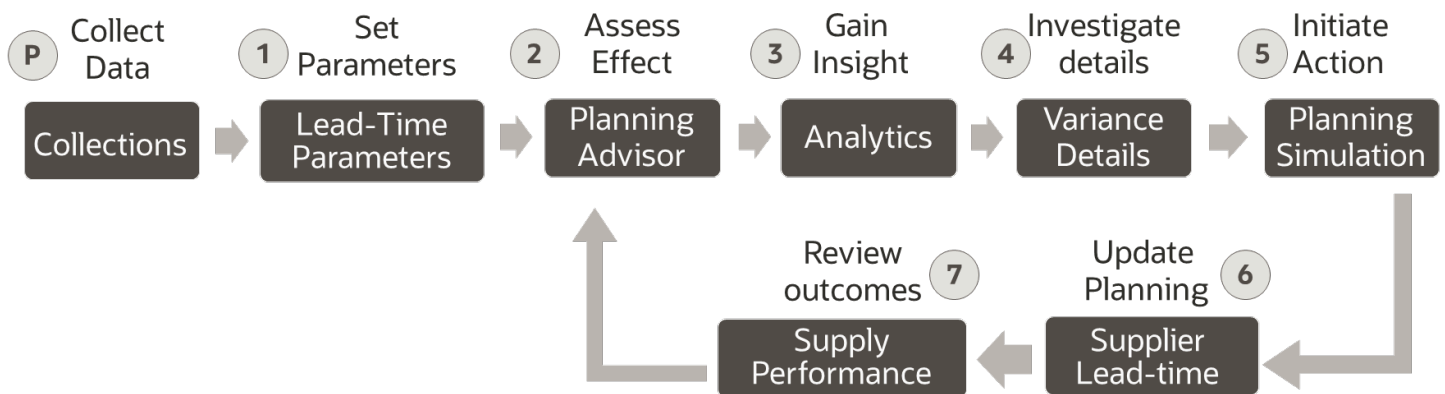 P
Collect
Data
Collections
1
Set
Parameters
Lead-Time
Parameters
2
Assess
Effect
Planning
Advisor
3
Gain
Insight
Analytics
4
Investigate
details
Variance
Details
5
Initiate
Action
Planning
Simulation
6
Update
Planning
Supplier
Lead-time
7
Review
outcomes
Supply
Performance